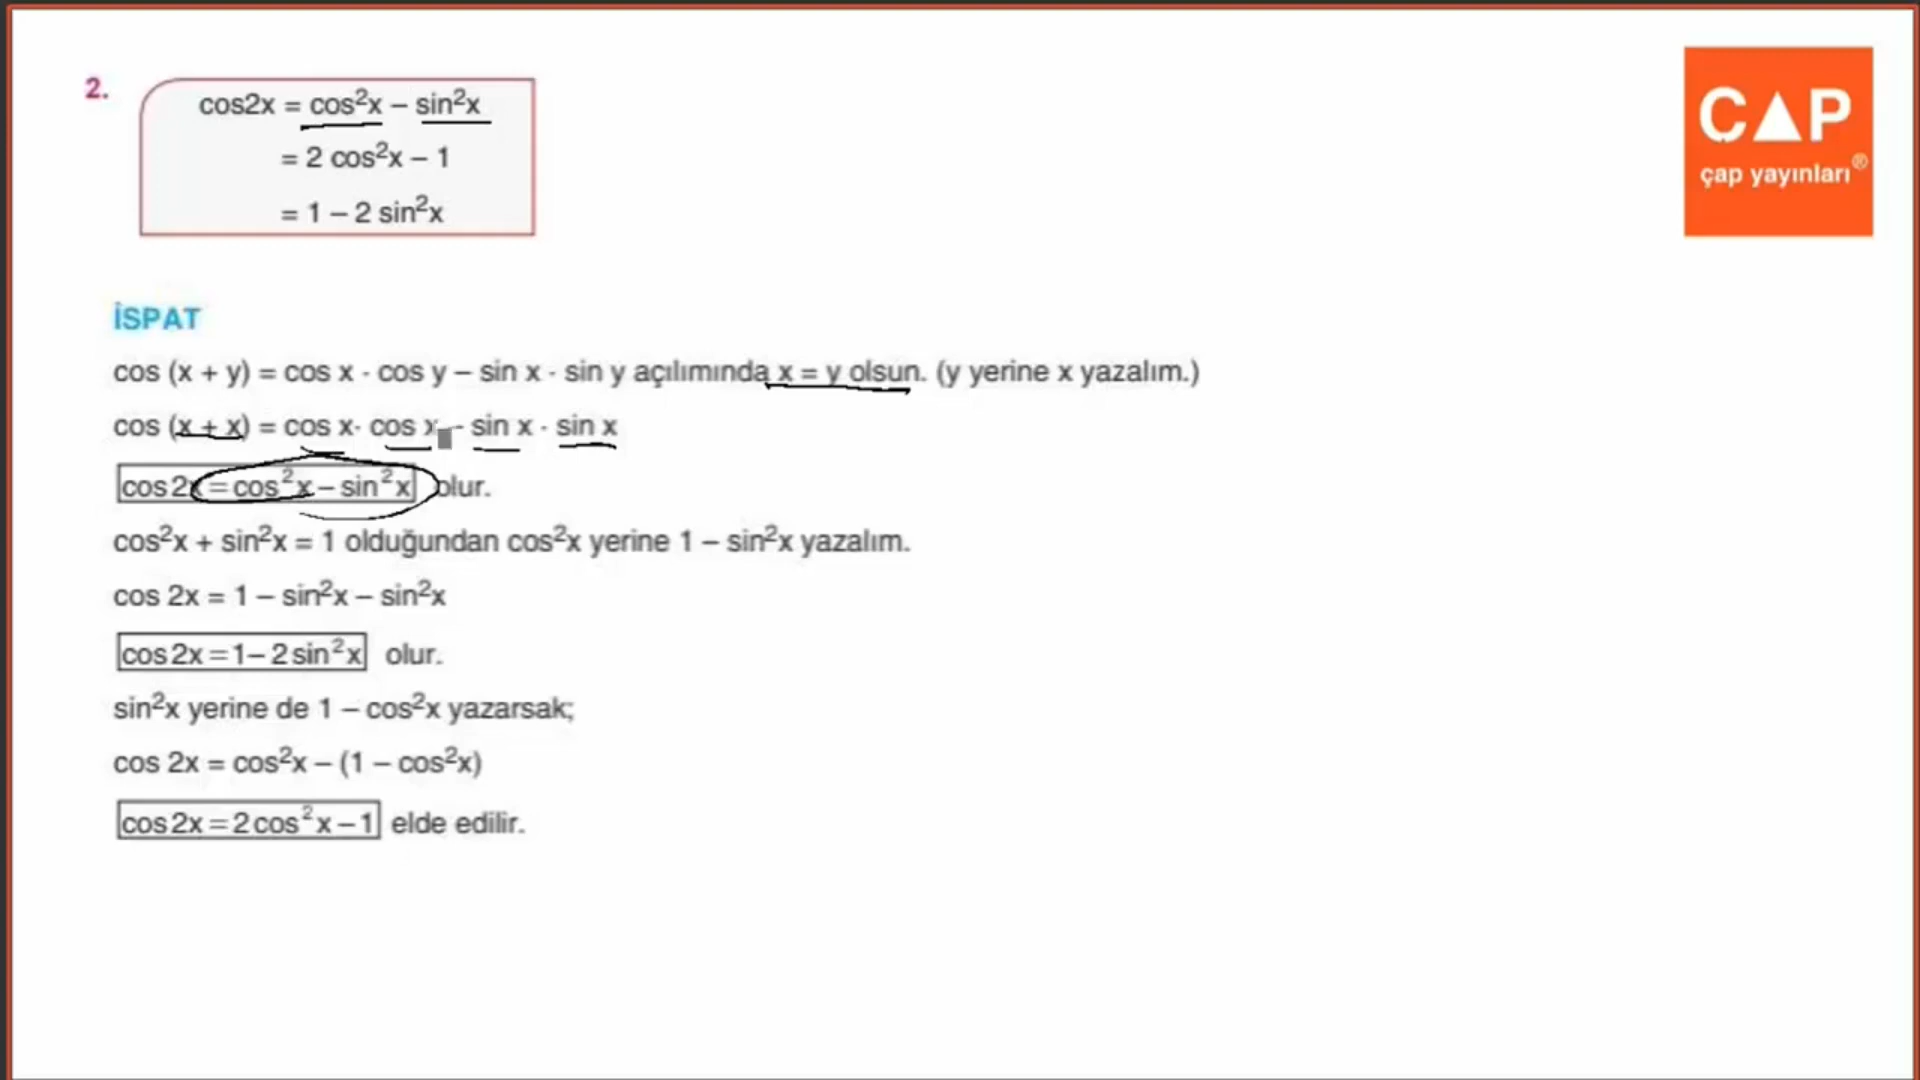 2.
cos2x = cos²x – sin²x
= 2 cos²x – 1
= 1 – 2 sin²x
ÇAP
çap yayınları®
İSPAT
cos (x + y) = cos x · cos y – sin x · sin y açılımında x = y olsun. (y yerine x yazalım.)
cos (x + x) = cos x· cos x – sin x · sin x
cos 2x = cos²x – sin²x olur.
cos²x + sin²x = 1 olduğundan cos²x yerine 1 – sin²x yazalım.
cos 2x = 1 – sin²x – sin²x
cos 2x = 1 – 2 sin²x olur.
sin²x yerine de 1 – cos²x yazarsak;
cos 2x = cos²x – (1 – cos²x)
cos 2x = 2 cos²x – 1 elde edilir.